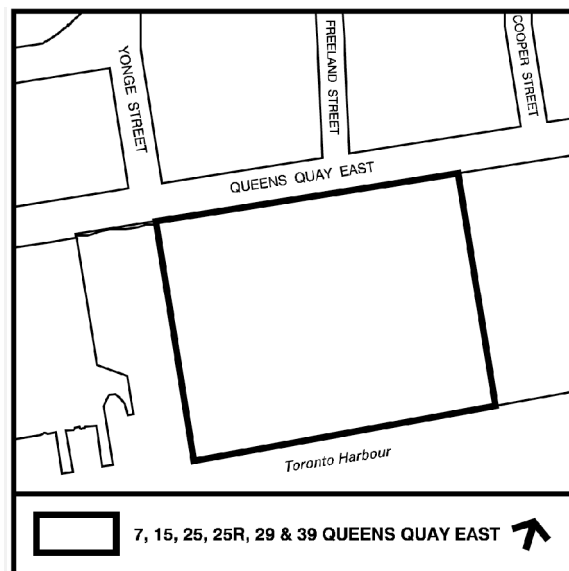 YONGE STREET
FREELAND STREET
COOPER STREET
QUEENS QUAY EAST
Toronto Harbour
7, 15, 25, 25R, 29 & 39 QUEENS QUAY EAST